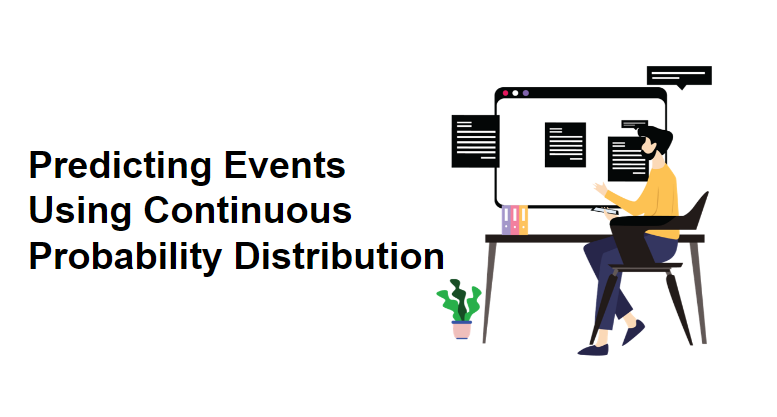 Predicting Events
Using Continuous
Probability Distribution